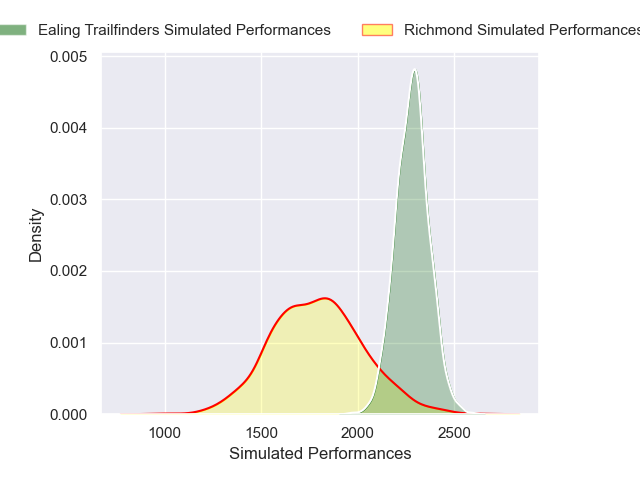 Ealing Trailfinders Simulated Performances
Richmond Simulated Performances
0.005
0.004
0.003
0.002
0.001
0.000
Density
1000
1500
2000
2500
Simulated Performances